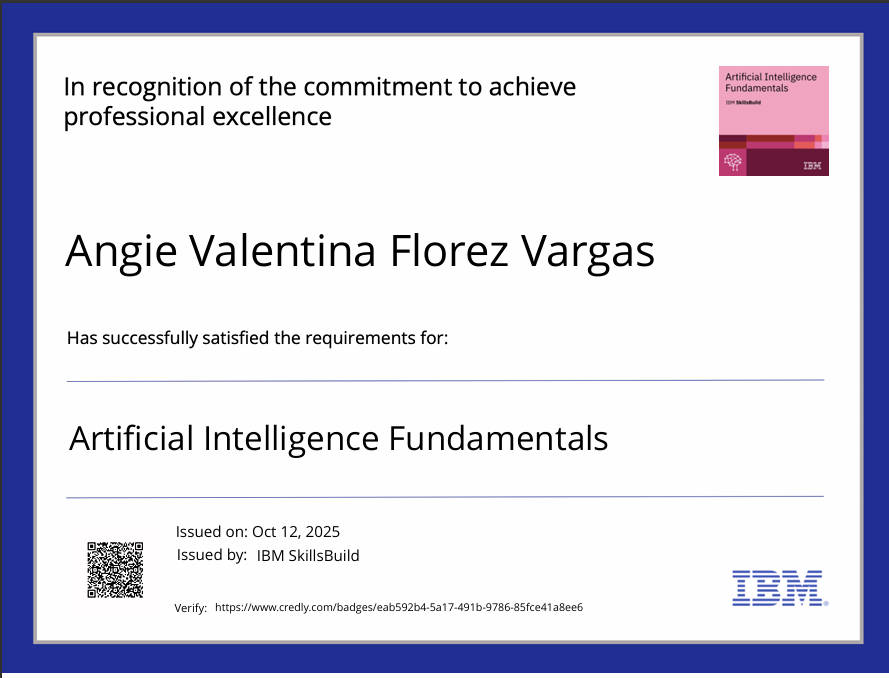 In recognition of the commitment to achieve
professional excellence
Artificial Intelligence
Fundamentals
IBM SkillsBuild
IBM
Angie Valentina Florez Vargas
Has successfully satisfied the requirements for:
Artificial Intelligence Fundamentals
Issued on: Oct 12, 2025
Issued by: IBM SkillsBuild
Verify: https://www.credly.com/badges/eab592b4-5a17-491b-9786-85fce41a8ee6
IBM®